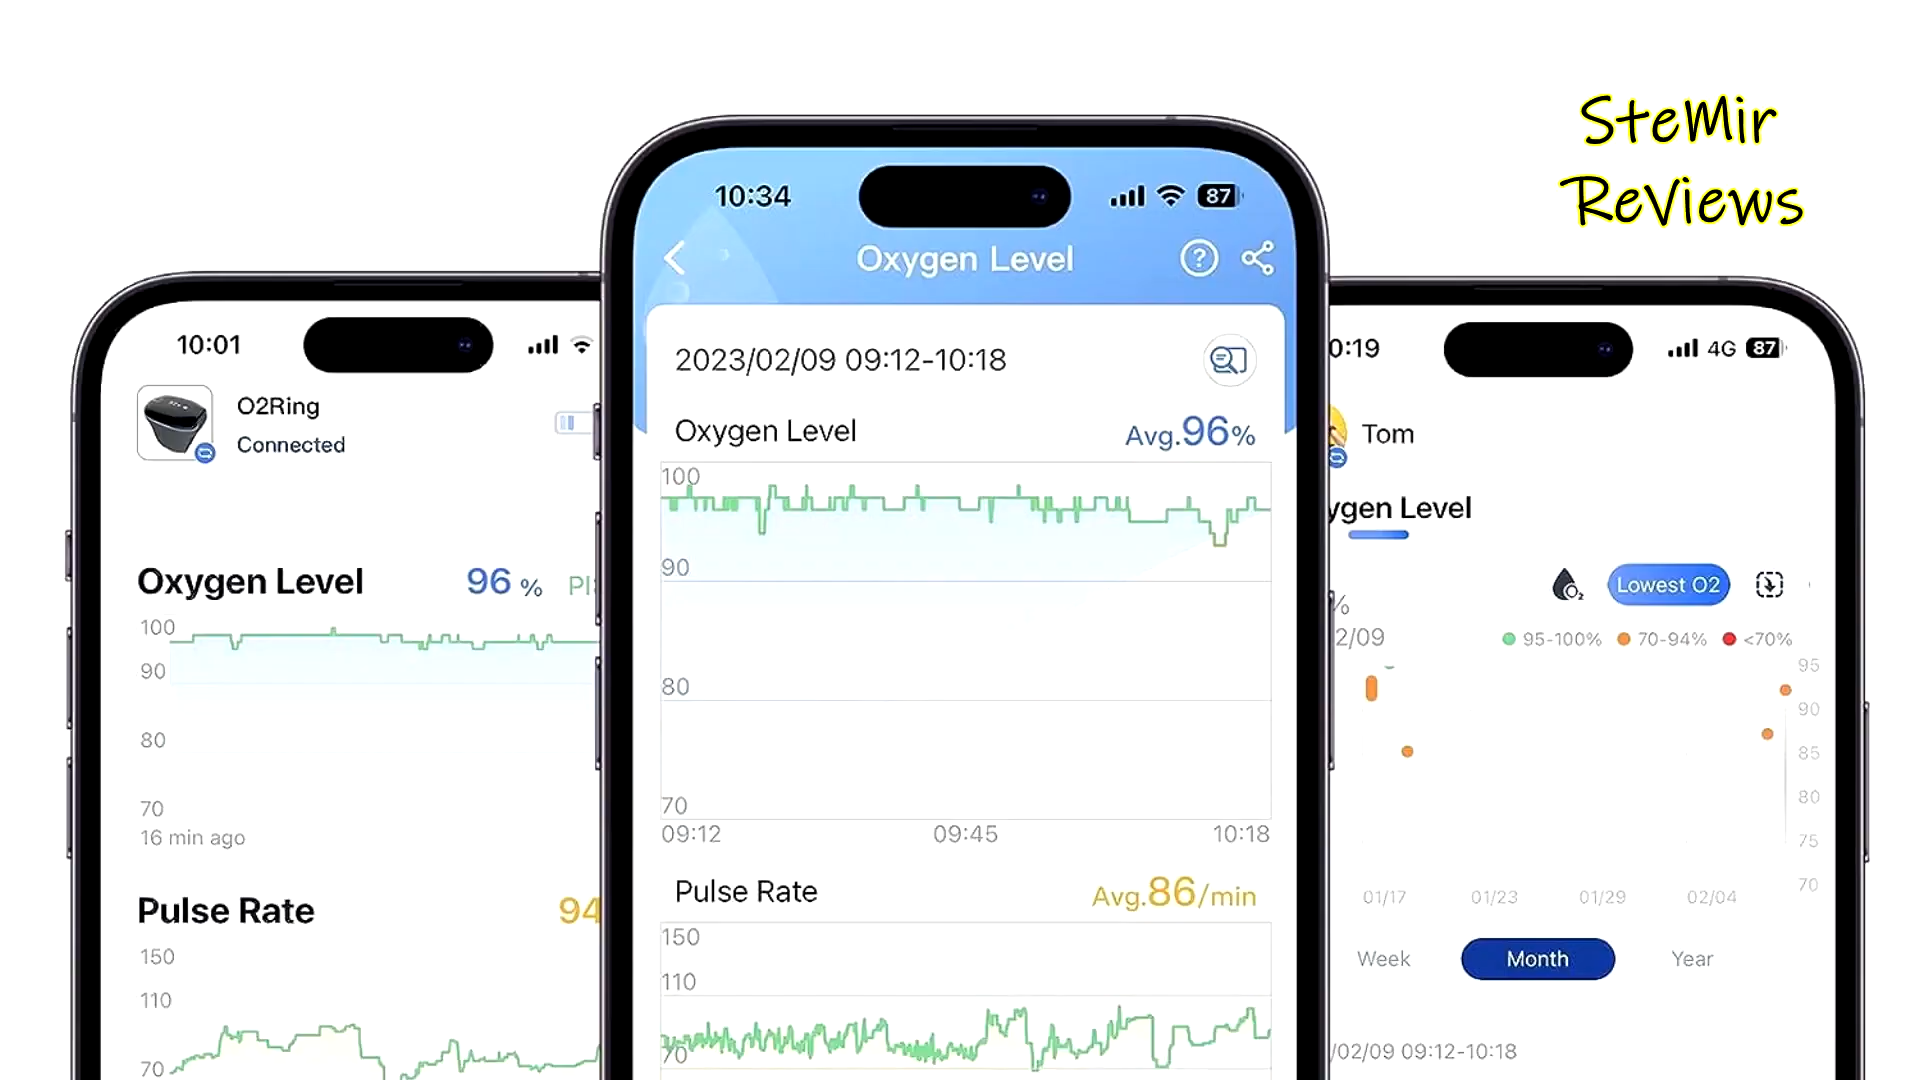 SteMir
ReViews
10:01
O2Ring
Connected
Oxygen Level 96 %
100
90
80
70
16 min ago
Pulse Rate 94
150
110
70
10:34 87
Oxygen Level
2023/02/09 09:12-10:18
Oxygen Level Avg.96%
100
90
80
70
09:12 09:45 10:18
Pulse Rate Avg.86/min
150
110
70
0:19 4G 87
Tom
ygen Level
O₂ Lowest O2
%
2/09 95-100% 70-94% <70%
95
90
85
80
75
70
01/17 01/23 01/29 02/04
Week Month Year
/02/09 09:12-10:18